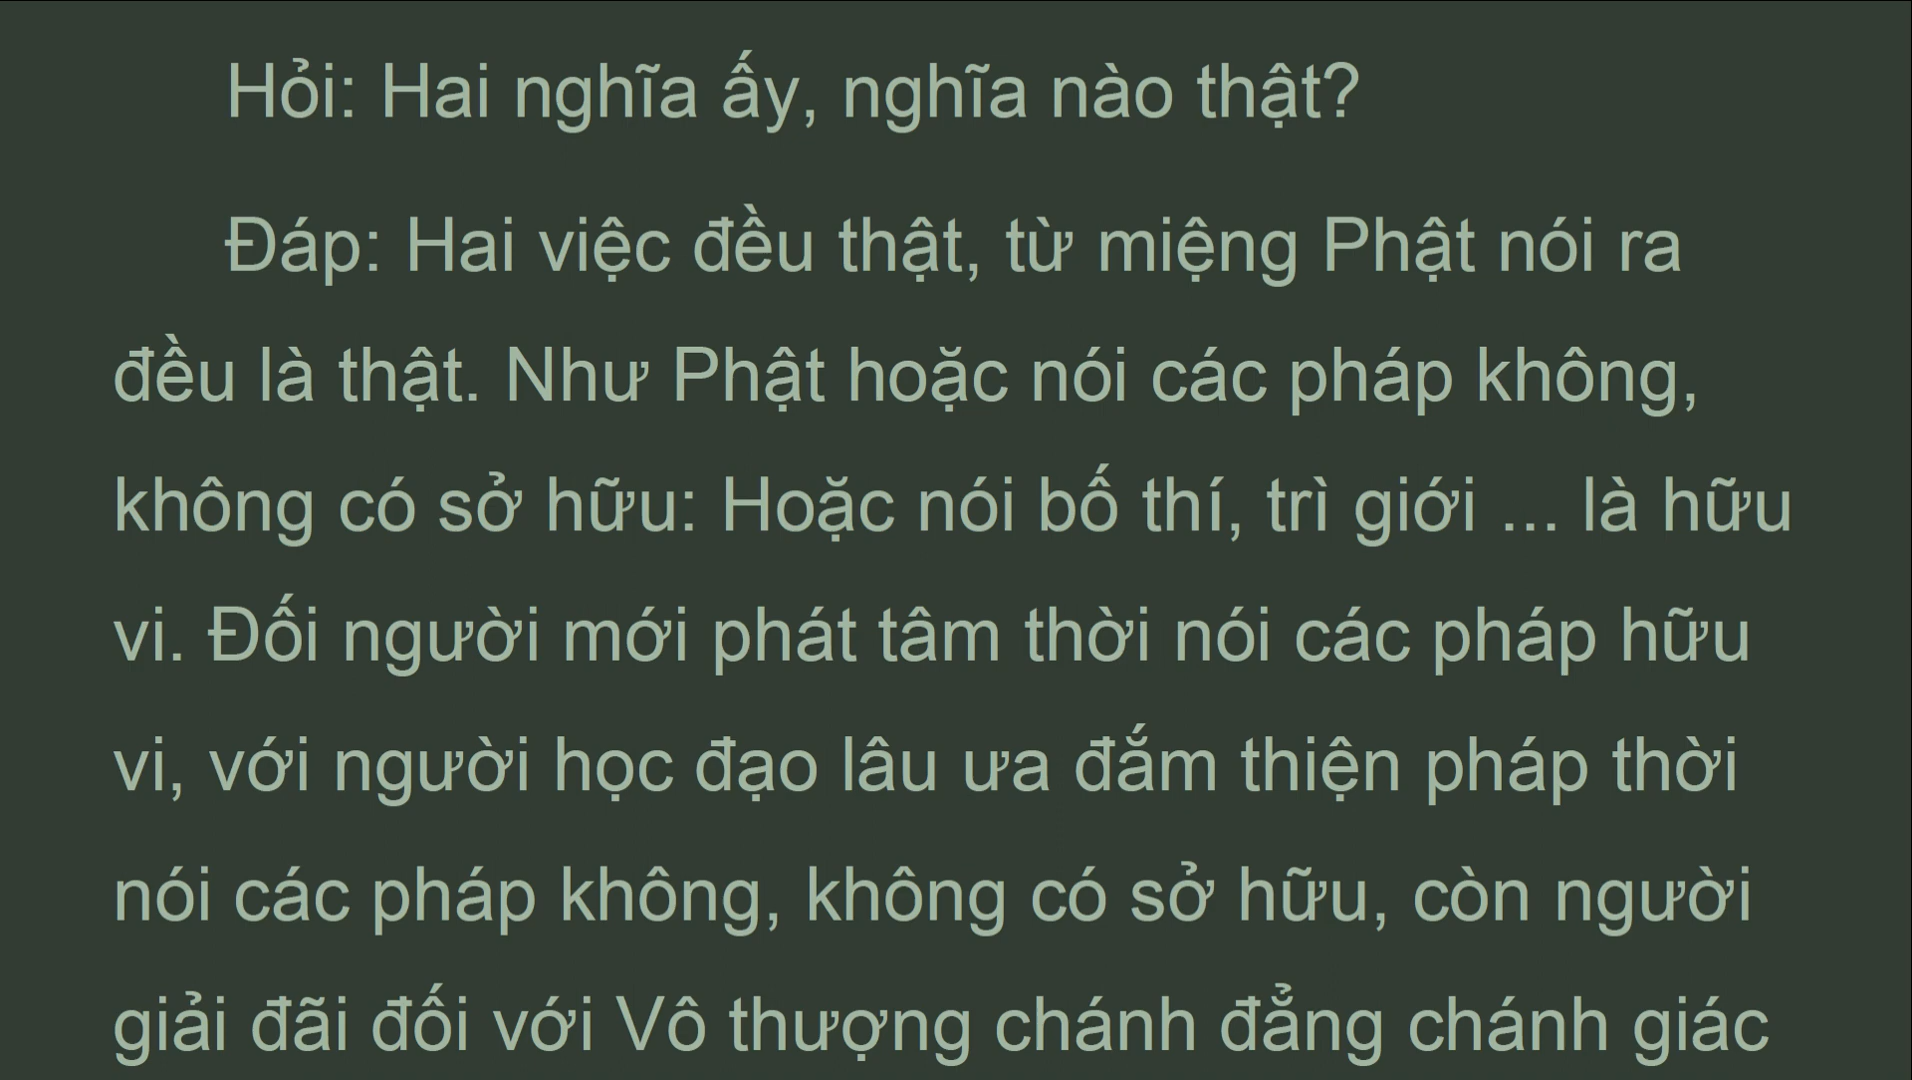 Hỏi: Hai nghĩa ấy, nghĩa nào thật?
Đáp: Hai việc đều thật, từ miệng Phật nói ra
đều là thật. Như Phật hoặc nói các pháp không,
không có sở hữu: Hoặc nói bố thí, trì giới ... là hữu
vi. Đối người mới phát tâm thời nói các pháp hữu
vi, với người học đạo lâu ưa đắm thiện pháp thời
nói các pháp không, không có sở hữu, còn người
giải đãi đối với Vô thượng chánh đẳng chánh giác